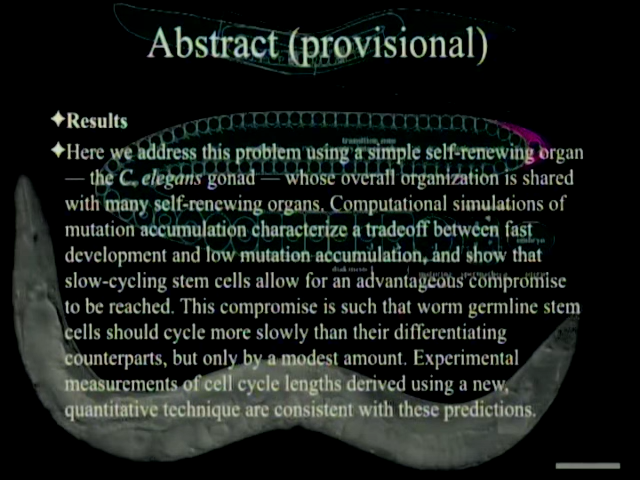 Abstract (provisional)
✦Results
✦Here we address this problem using a simple self-renewing organ
— the C. elegans gonad — whose overall organization is shared
with many self-renewing organs. Computational simulations of
mutation accumulation characterize a tradeoff between fast
development and low mutation accumulation, and show that
slow-cycling stem cells allow for an advantageous compromise
to be reached. This compromise is such that worm germline stem
cells should cycle more slowly than their differentiating
counterparts, but only by a modest amount. Experimental
measurements of cell cycle lengths derived using a new,
quantitative technique are consistent with these predictions.